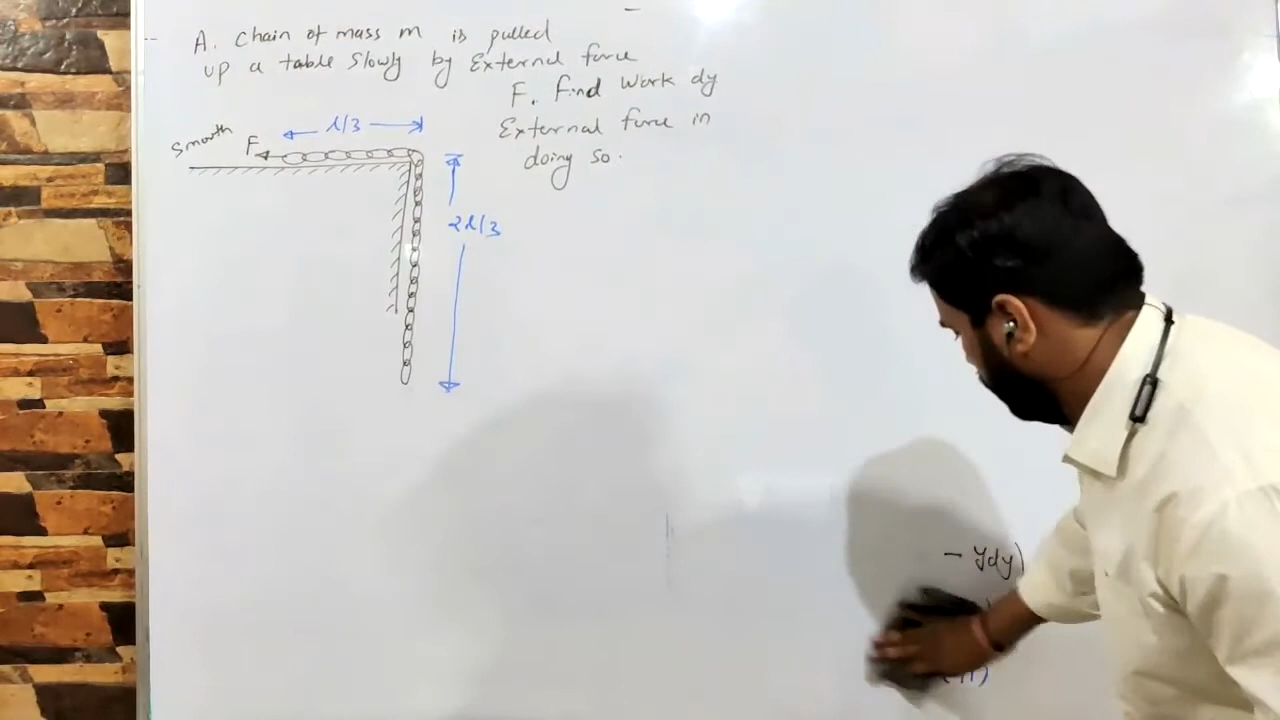 A. Chain of mass m is pulled
up a table slowly by External force
F. find Work dy
External force in
doing so.
l/3
smooth
F
2l/3
- ydy)